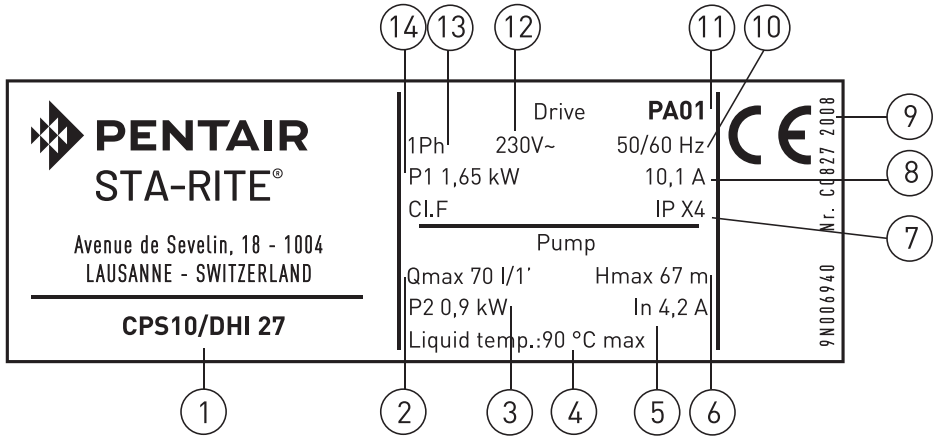 14 13 12 11 10
PENTAIR
STA-RITE®
Avenue de Sevelin, 18 - 1004
LAUSANNE - SWITZERLAND
CPS10/DHI 27
Drive PA01
1Ph 230V~ 50/60 Hz
P1 1,65 kW 10,1 A
Cl.F IP X4
Pump
Qmax 70 l/1' Hmax 67 m
P2 0,9 kW In 4,2 A
Liquid temp.:90 °C max
CE
9N006940 Nr. C0827 2008
9
8
7
1 2 3 4 5 6